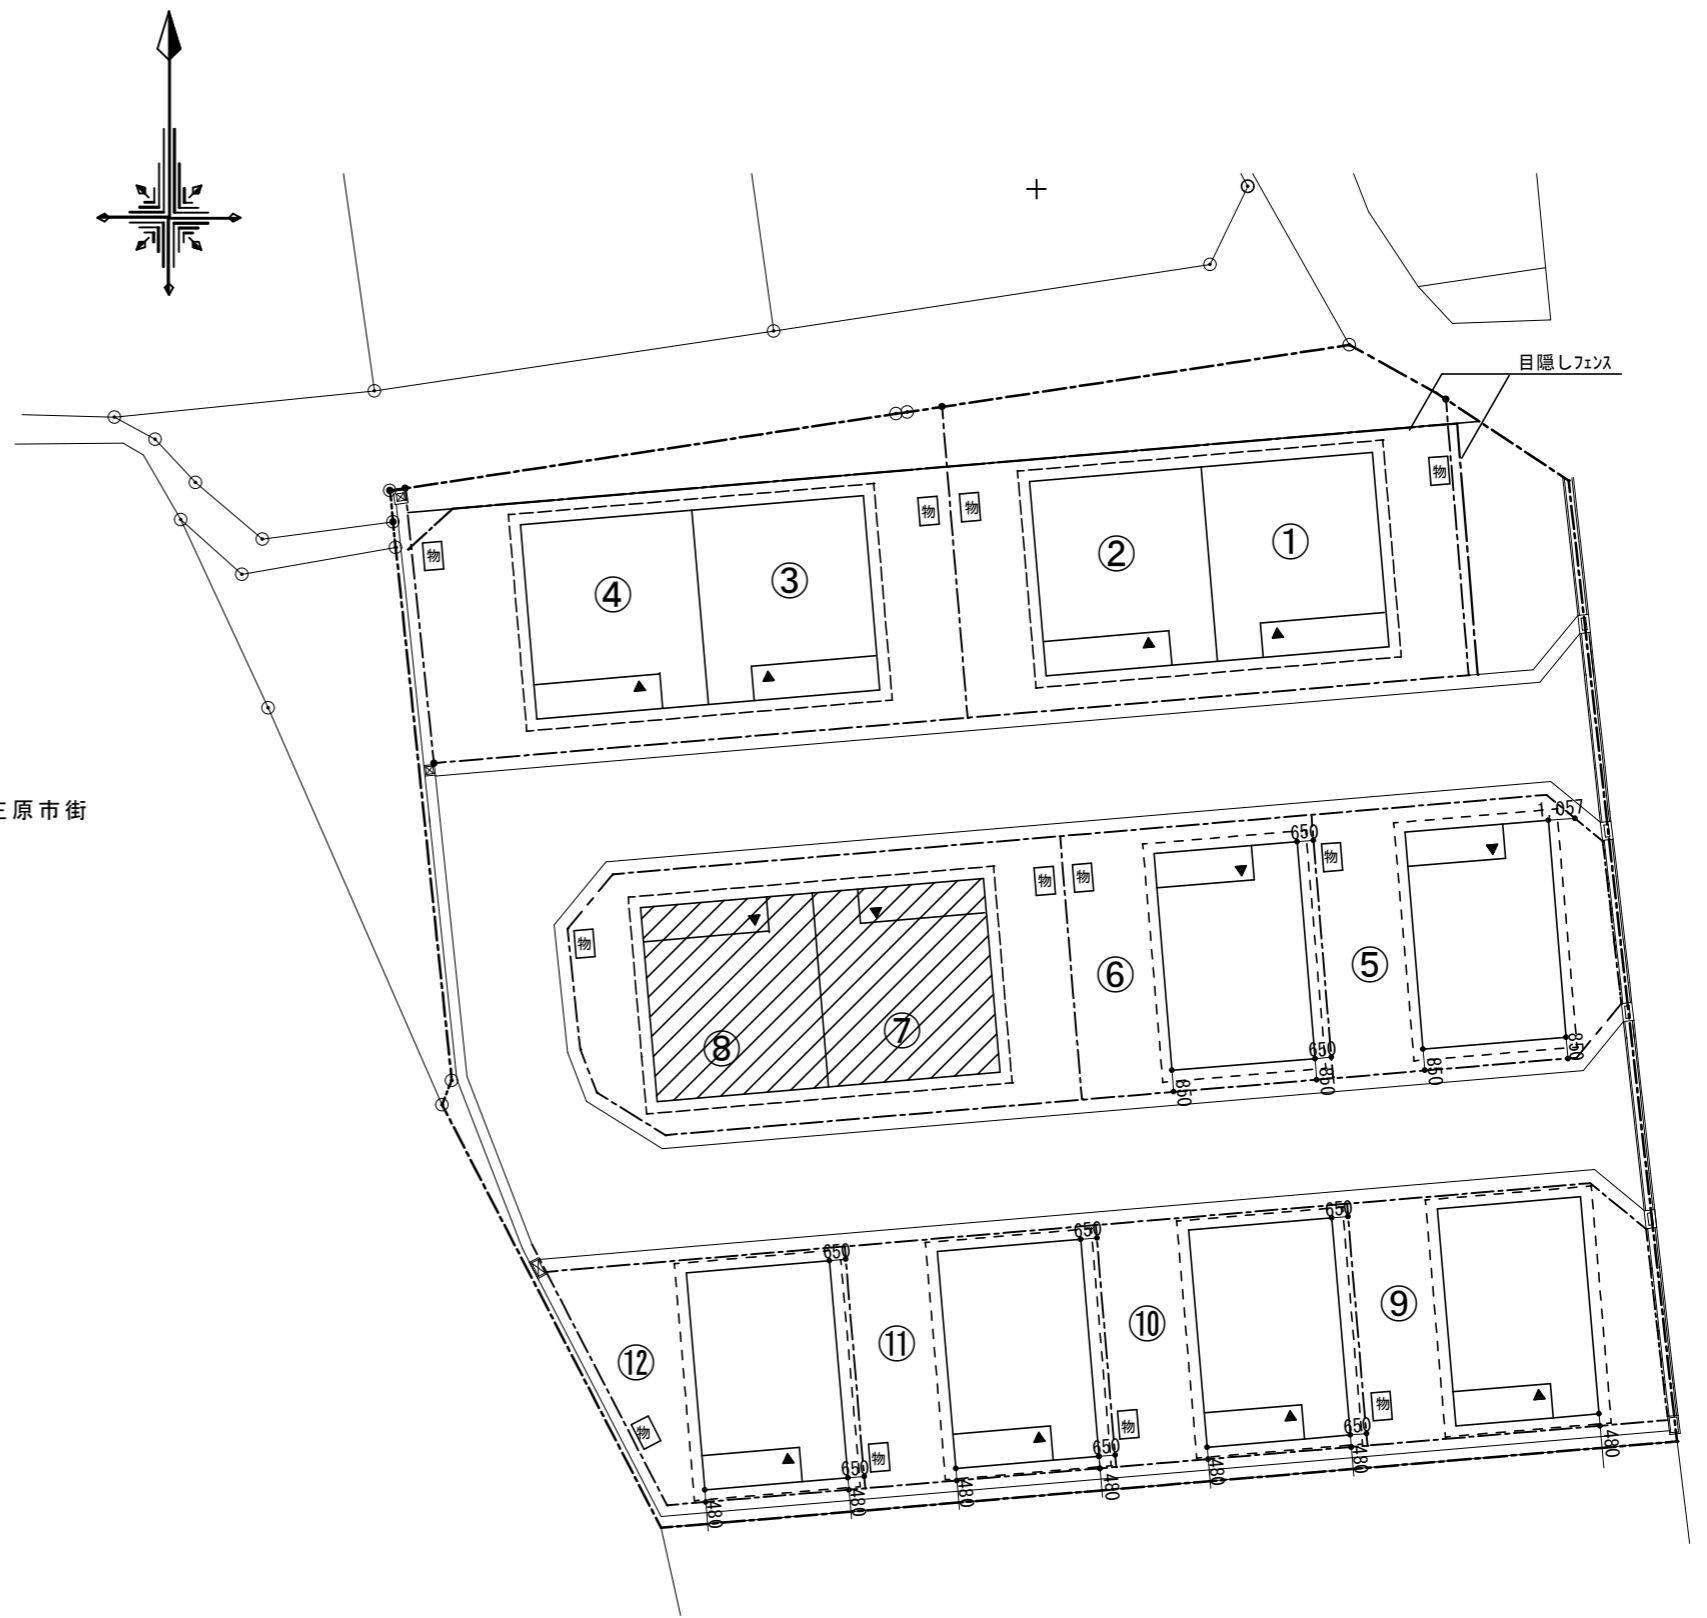 目隠しフェンス
物
物 物
物
① ② ③ ④
庄原市街
1,057
650
650
物 物 物
物
⑤ ⑥ ⑦ ⑧
850 850 850 850
650 650 650
⑨ ⑩ ⑪ ⑫
物 物 物 物
650 650 650
480 480 480 480 480 480 480